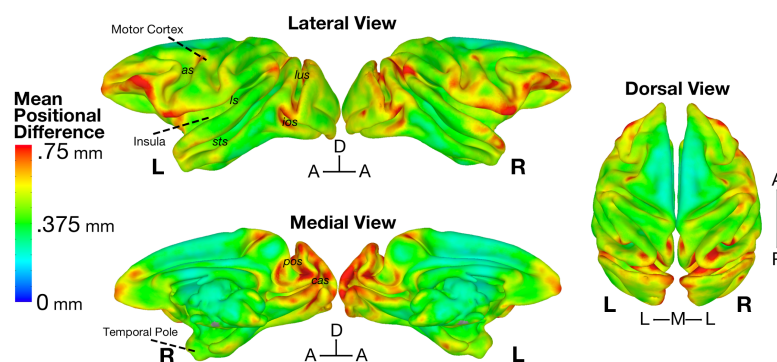 Lateral View
Motor Cortex
as
lus
ls
ios
Insula
sts
L
R
D
A A
Mean
Positional
Difference
.75 mm
.375 mm
0 mm
Medial View
pos
cas
Temporal Pole
R
L
D
A A
Dorsal View
A
L
R
L M L